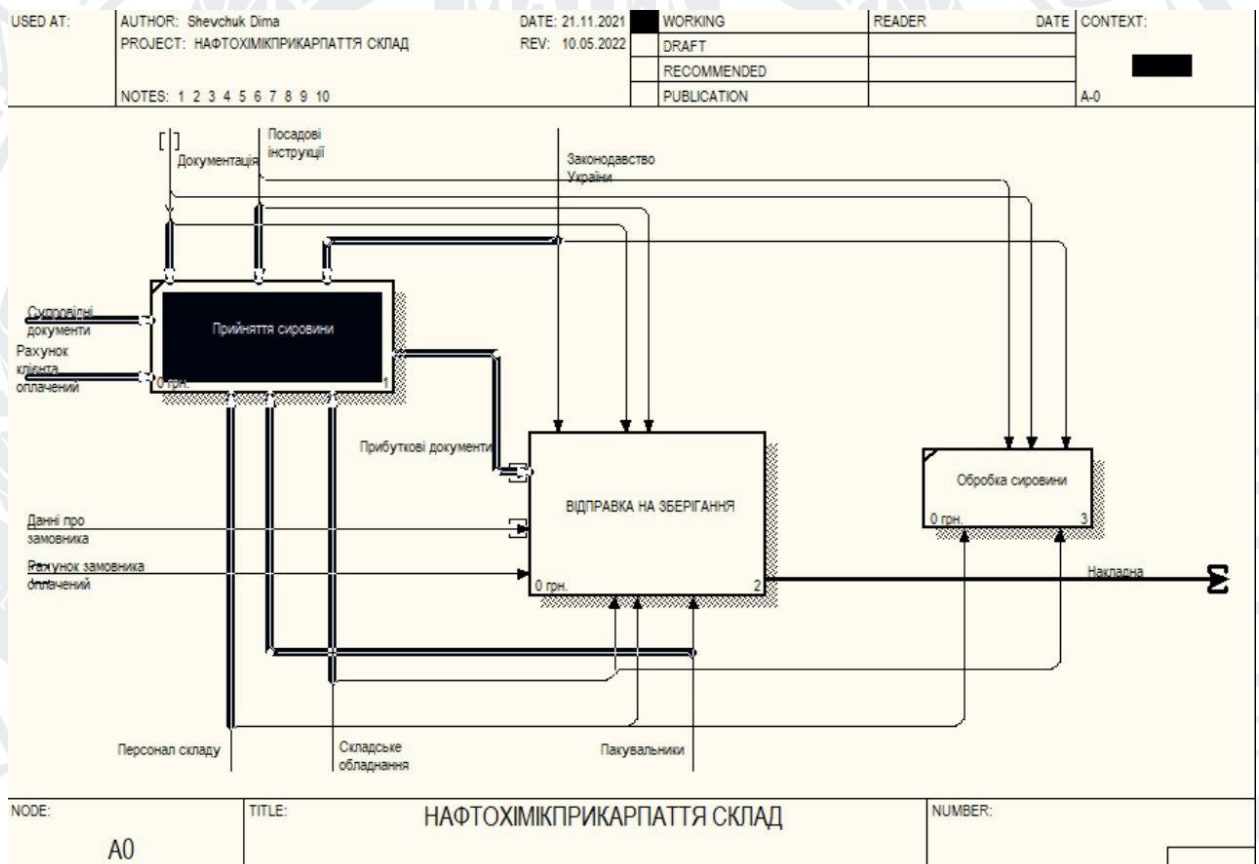 USED AT:
AUTHOR: Shevchuk Dima
DATE: 21.11.2021
PROJECT: НАФТОХІМІКПРИКАРПАТТЯ СКЛАД
REV: 10.05.2022
NOTES: 1 2 3 4 5 6 7 8 9 10
WORKING
DRAFT
RECOMMENDED
PUBLICATION
READER
DATE
CONTEXT:
A-0
Документація
Посадові
інструкції
Законодавство
України
Супровідні
документи
Рахунок
клієнта
оплачений
Прийняття сировини
0 грн.
1
Прибуткові документи
Данні про
замовника
Рахунок замовника
оплачений
ВІДПРАВКА НА ЗБЕРІГАННЯ
0 грн.
2
Обробка сировини
0 грн.
3
Накладна
Персонал складу
Складське
обладнання
Пакувальники
NODE:
A0
TITLE:
НАФТОХІМІКПРИКАРПАТТЯ СКЛАД
NUMBER: